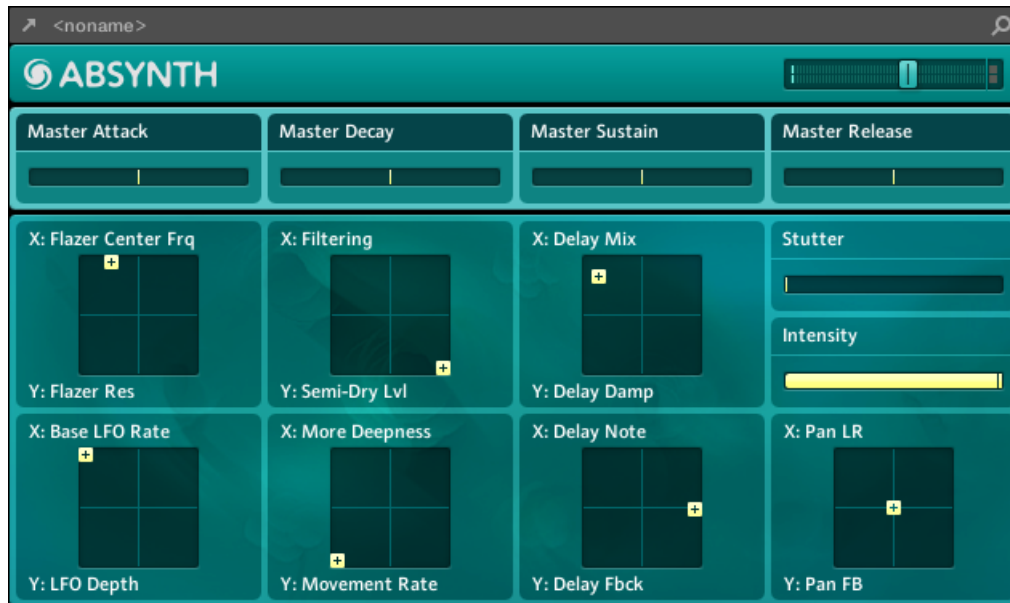 <noname>
ABSYNTH
Master Attack
Master Decay
Master Sustain
Master Release
X: Flazer Center Frq
X: Filtering
X: Delay Mix
Stutter
Intensity
Y: Flazer Res
Y: Semi-Dry Lvl
Y: Delay Damp
X: Base LFO Rate
X: More Deepness
X: Delay Note
X: Pan LR
Y: LFO Depth
Y: Movement Rate
Y: Delay Fbck
Y: Pan FB